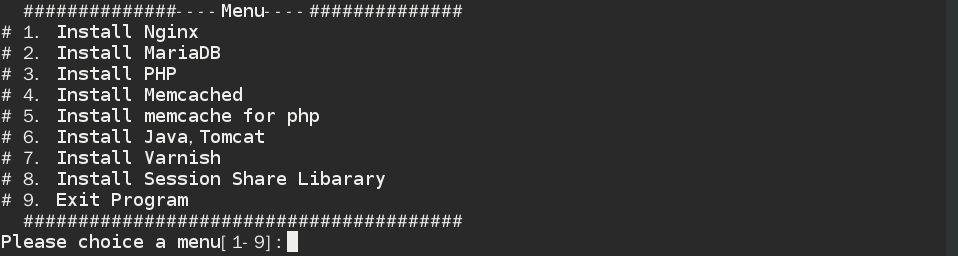 ##############----Menu----##############
# 1. Install Nginx
# 2. Install MariaDB
# 3. Install PHP
# 4. Install Memcached
# 5. Install memcache for php
# 6. Install Java,Tomcat
# 7. Install Varnish
# 8. Install Session Share Libarary
# 9. Exit Program
########################################
Please choice a menu[1-9]: